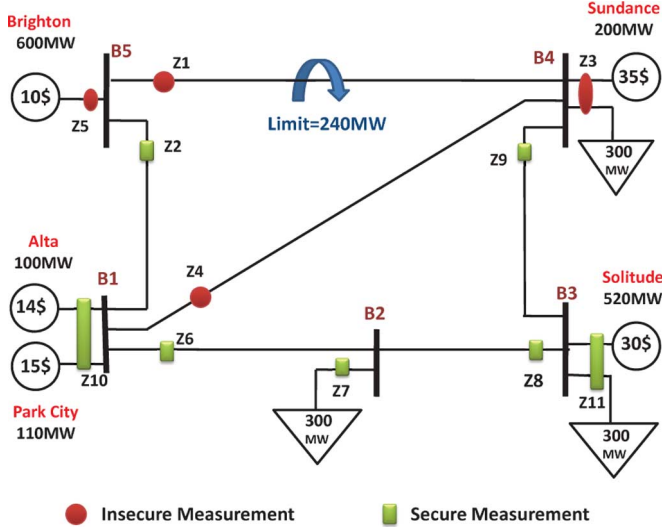 Brighton
600MW
10$
Z5
B5
Z1
Z2
Limit=240MW
B4
Z3
Sundance
200MW
35$
300
MW
Z9
Alta
100MW
14$
15$
Park City
110MW
B1
Z10
Z4
Z6
B2
Z7
300
MW
B3
Z8
Solitude
520MW
30$
Z11
300
MW
Insecure Measurement
Secure Measurement